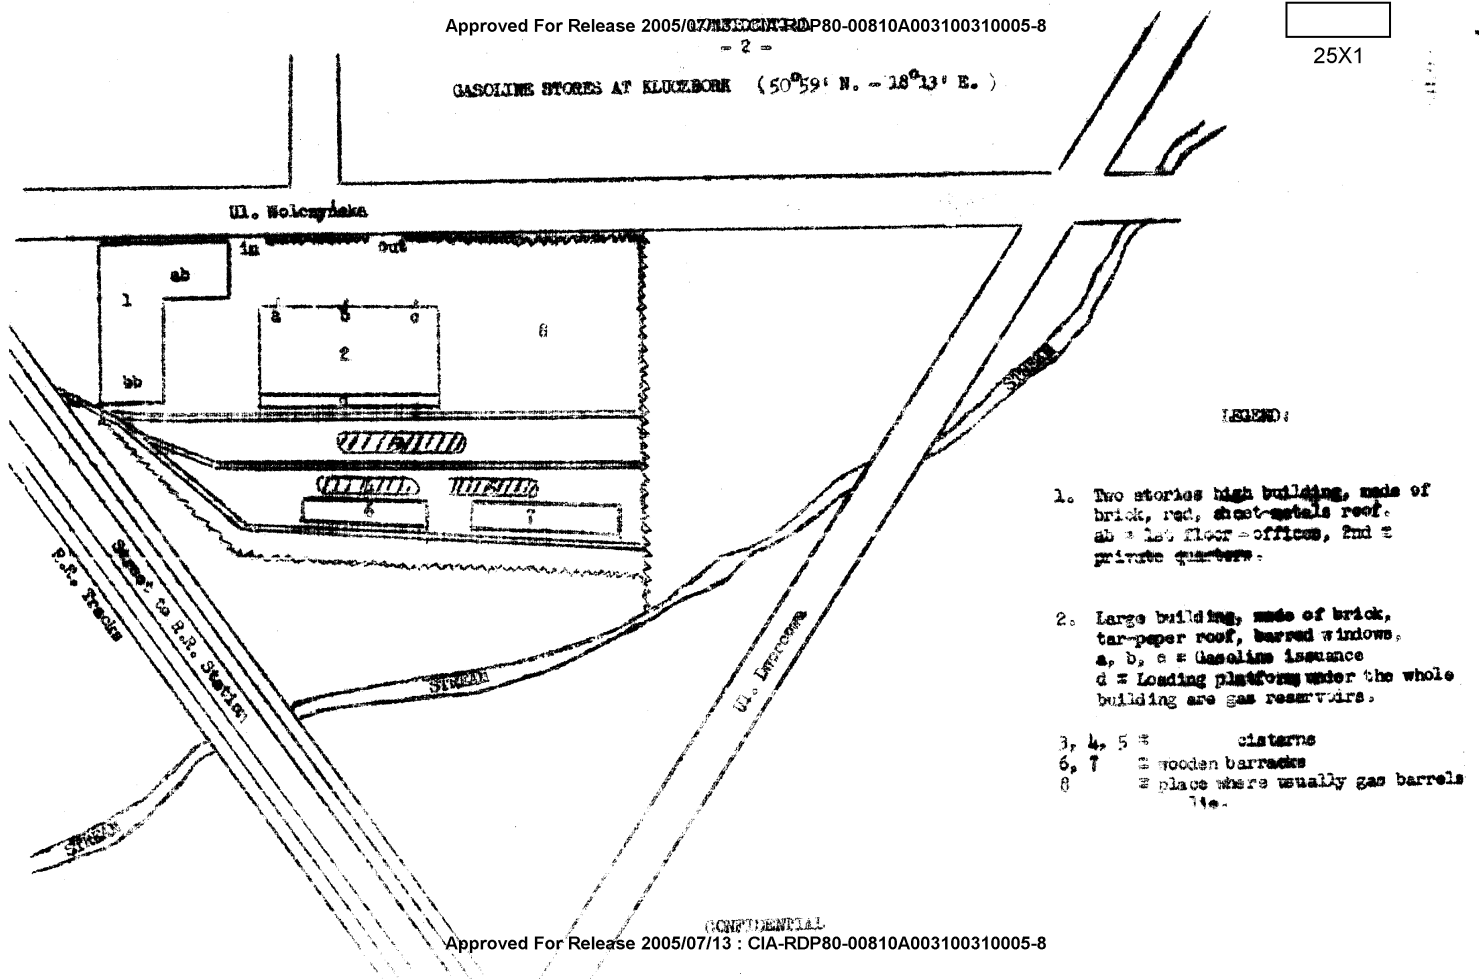 Approved For Release 2005/07/13 : CIA-RDP80-00810A003100310005-8
- 2 -
25X1
GASOLINE STORES AT KLUCZBORK (50°59' N. - 18°13' E.)
Ul. Wolczyńska
in
out
ab
1
a
b
c
8
2
bb
6
7
STREAM
LEGEND:
1. Two stories high building, made of
brick, red, sheet-metals roof.
ab = 1st floor - offices, 2nd =
private quarters.
2. Large building, made of brick,
tar-paper roof, barred windows,
a, b, c = Gasoline issuance
d = Loading platform under the whole
building are gas reservoirs.
3, 4, 5 = cisterns
6, 7 = wooden barracks
8 = place where usually gas barrels
lie.
Street to R.R. Station
R.R. Tracks
STREAM
Ul.
STREAM
CONFIDENTIAL
Approved For Release 2005/07/13 : CIA-RDP80-00810A003100310005-8